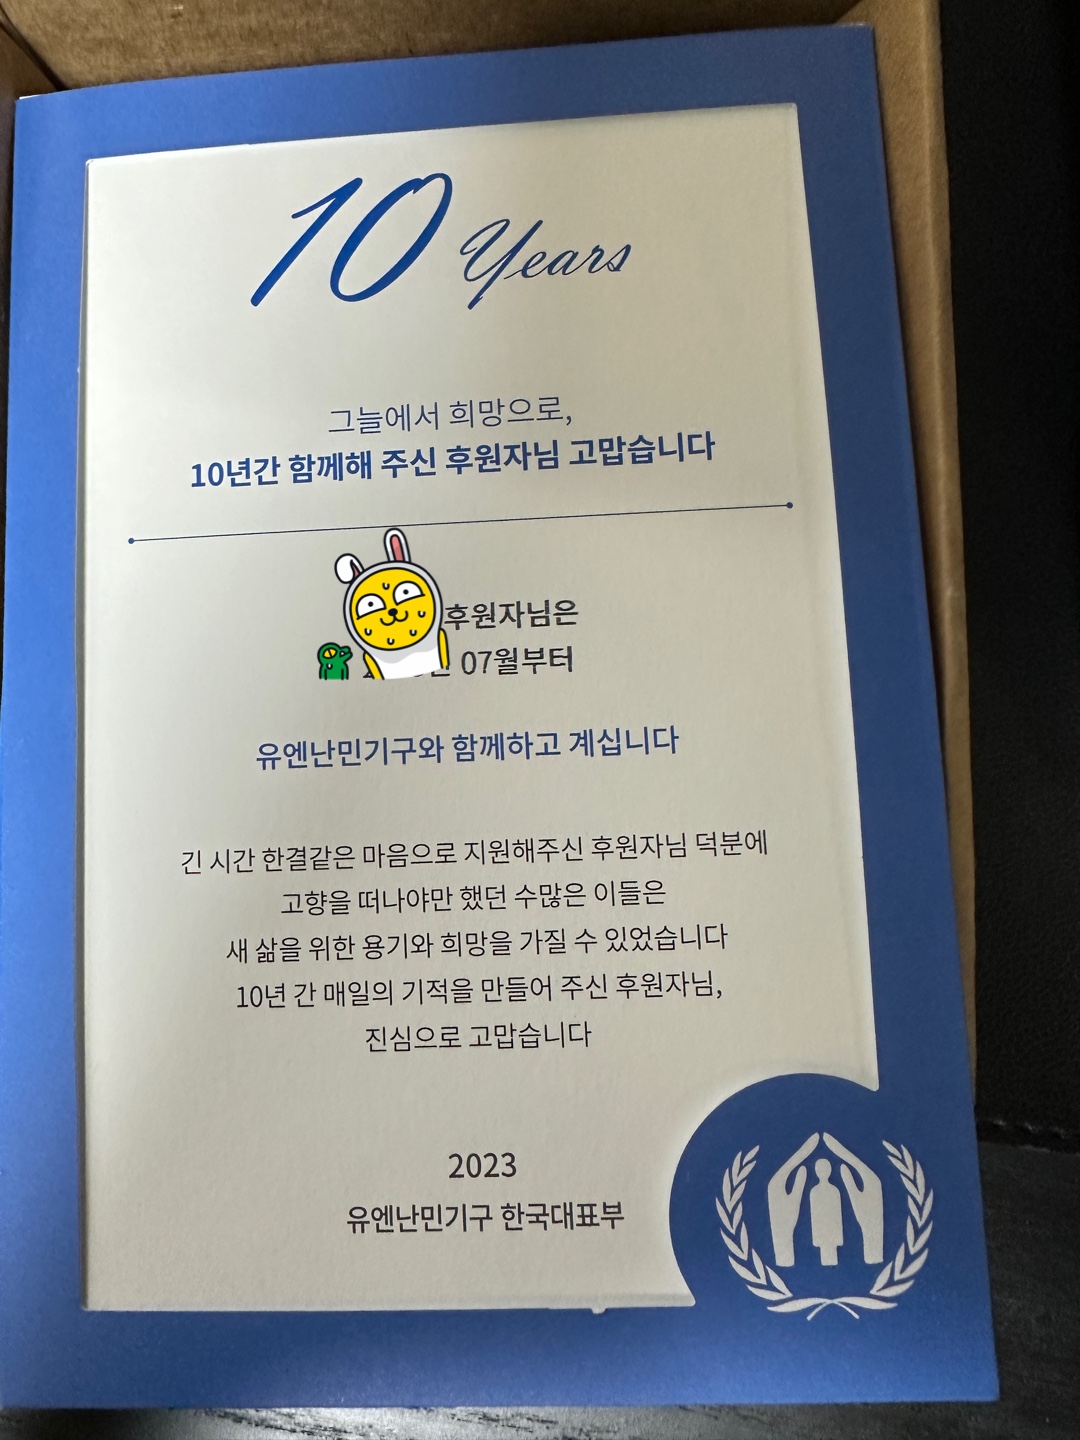 10 Years
그늘에서 희망으로,
10년간 함께해 주신 후원자님 고맙습니다
후원자님은
07월부터
유엔난민기구와 함께하고 계십니다
긴 시간 한결같은 마음으로 지원해주신 후원자님 덕분에
고향을 떠나야만 했던 수많은 이들은
새 삶을 위한 용기와 희망을 가질 수 있었습니다
10년 간 매일의 기적을 만들어 주신 후원자님,
진심으로 고맙습니다
2023
유엔난민기구 한국대표부